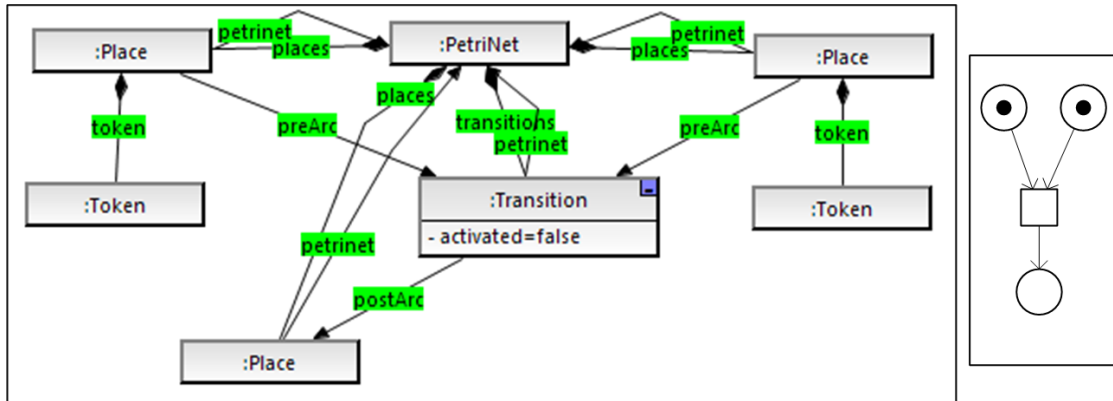 petrinet
petrinet
:Place
places
:PetriNet
places
:Place
places
token
preArc
transitions
preArc
token
petrinet
:Token
:Transition
:Token
- activated=false
petrinet
postArc
:Place